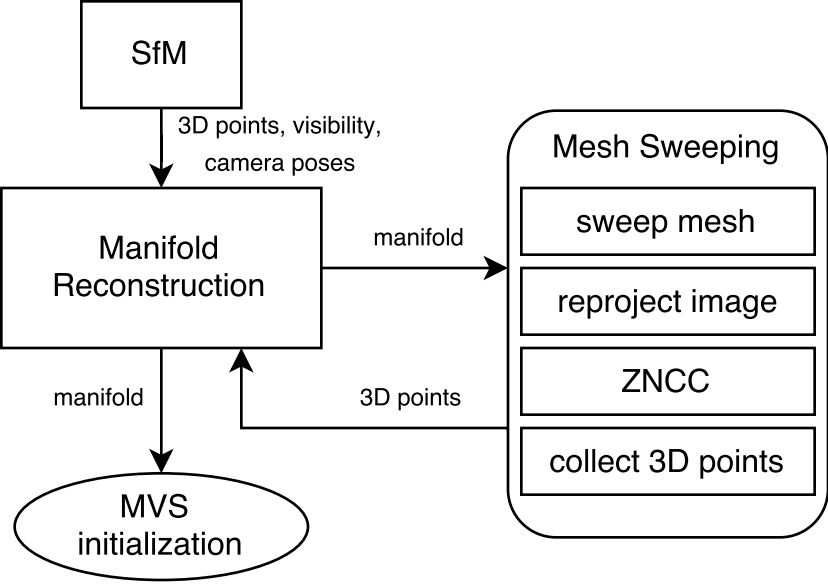 SfM
3D points, visibility,
camera poses
Manifold
Reconstruction
manifold
Mesh Sweeping
sweep mesh
reproject image
ZNCC
collect 3D points
3D points
manifold
MVS
initialization